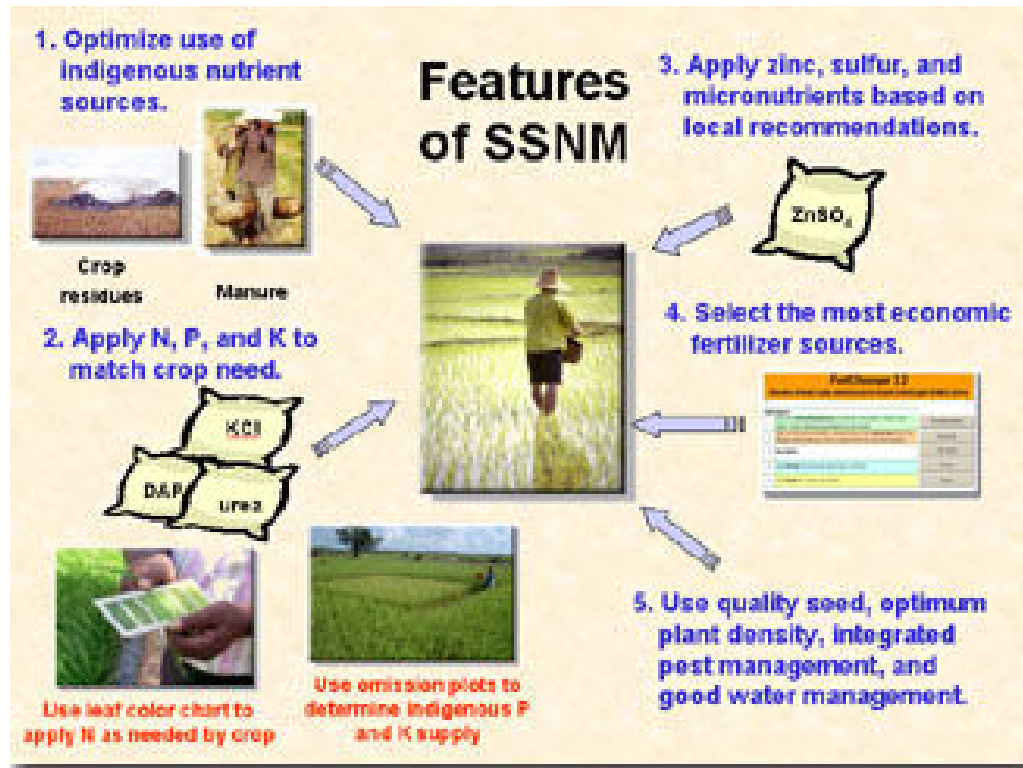 Features
of SSNM
1. Optimize use of
indigenous nutrient
sources.
Crop
residues
Manure
2. Apply N, P, and K to
match crop need.
KCl
DAP
urea
Use leaf color chart to
apply N as needed by crop
Use omission plots to
determine indigenous P
and K supply
3. Apply zinc, sulfur, and
micronutrients based on
local recommendations.
ZnSO₄
4. Select the most economic
fertilizer sources.
5. Use quality seed, optimum
plant density, integrated
pest management, and
good water management.